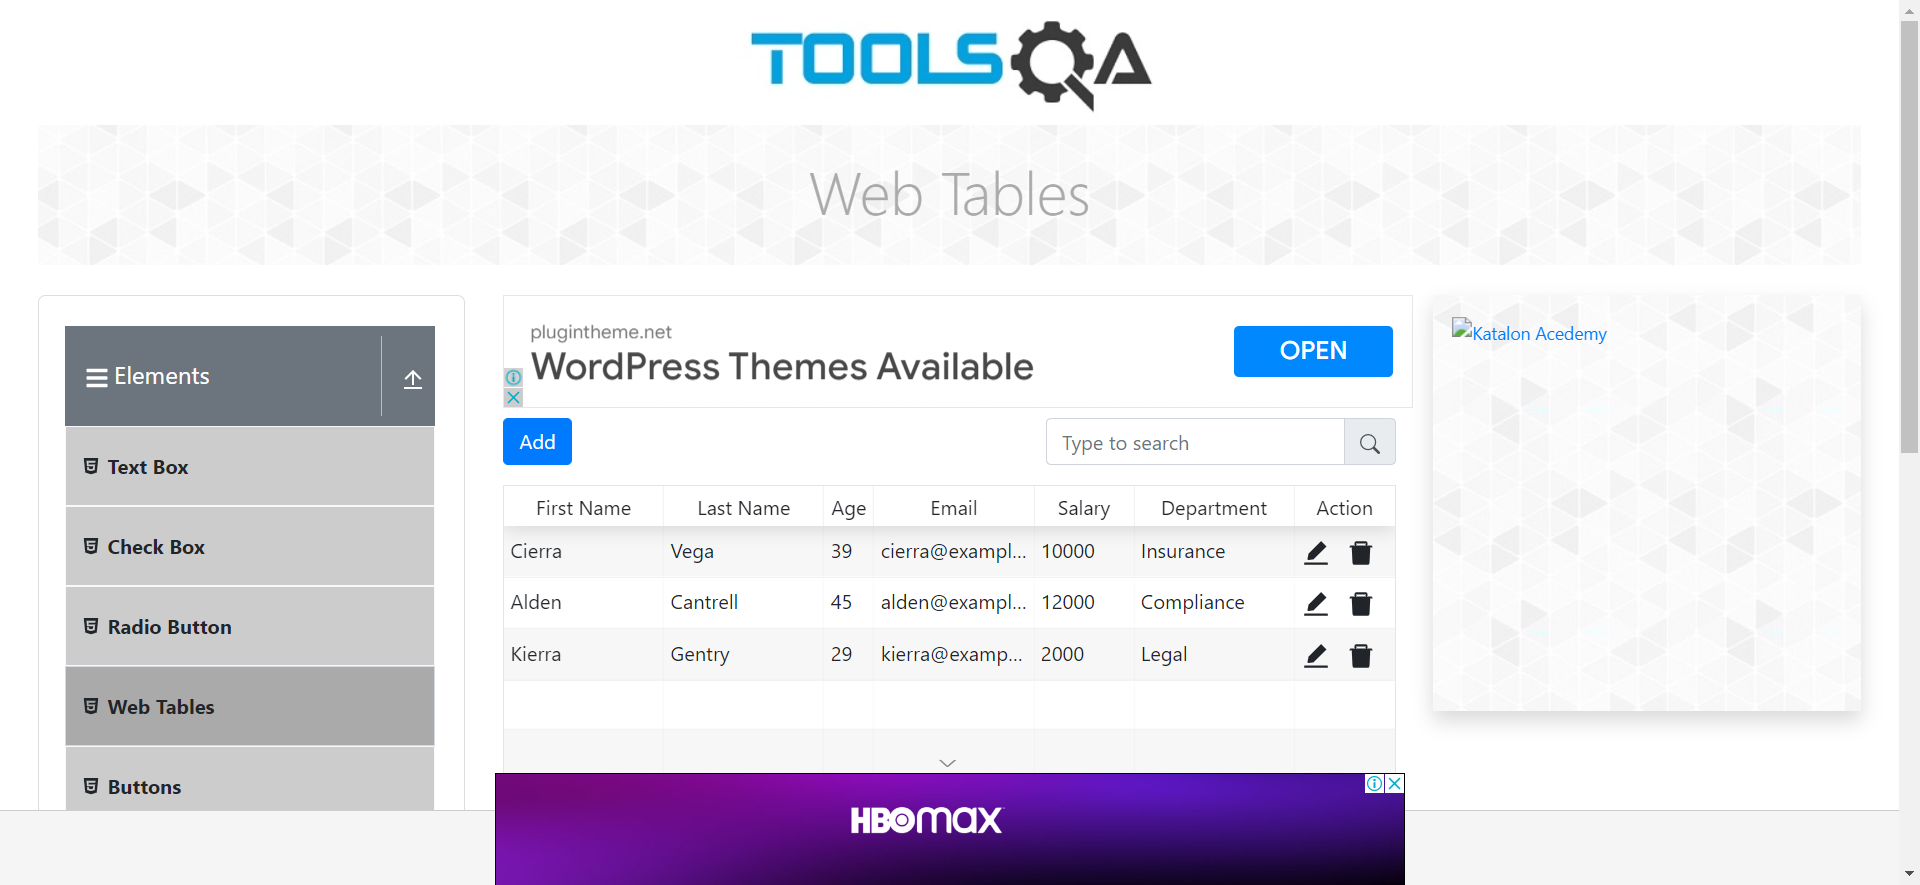 TOOLSQA
Web Tables
Elements
Text Box
Check Box
Radio Button
Web Tables
Buttons
plugintheme.net
WordPress Themes Available
OPEN
Add
Type to search
First Name Last Name Age Email Salary Department Action
Cierra Vega 39 cierra@exampl... 10000 Insurance
Alden Cantrell 45 alden@exampl... 12000 Compliance
Kierra Gentry 29 kierra@examp... 2000 Legal
Katalon Acedemy
HBOmax